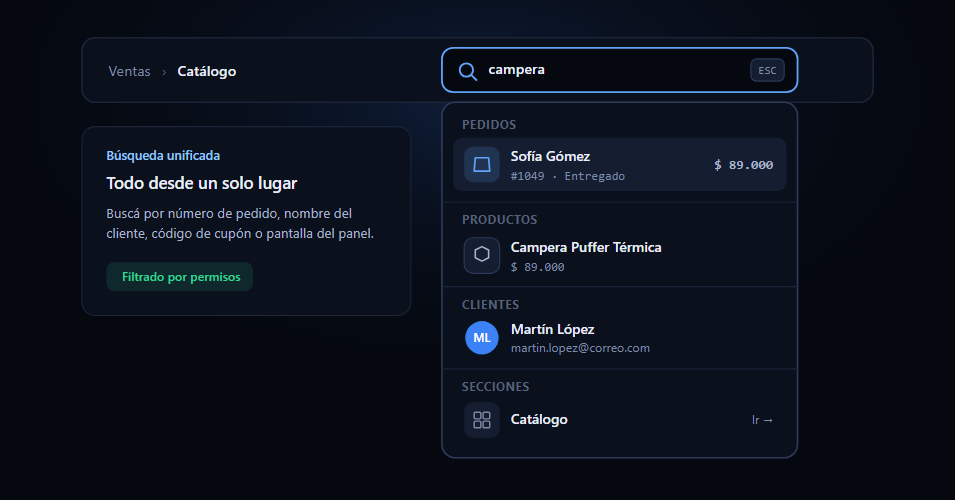 Ventas › Catálogo
campera
ESC
Búsqueda unificada
Todo desde un solo lugar
Buscá por número de pedido, nombre del
cliente, código de cupón o pantalla del panel.
Filtrado por permisos
PEDIDOS
Sofía Gómez
$ 89.000
#1049 · Entregado
PRODUCTOS
Campera Puffer Térmica
$ 89.000
CLIENTES
ML
Martín López
martin.lopez@correo.com
SECCIONES
Catálogo
Ir →